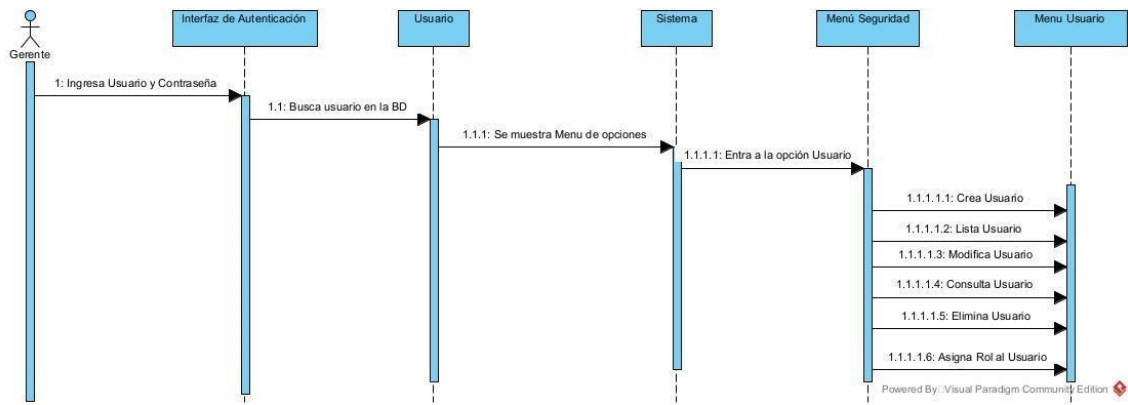 Gerente
Interfaz de Autenticación
Usuario
Sistema
Menú Seguridad
Menu Usuario
1: Ingresa Usuario y Contraseña
1.1: Busca usuario en la BD
1.1.1: Se muestra Menu de opciones
1.1.1.1: Entra a la opción Usuario
1.1.1.1.1: Crea Usuario
1.1.1.1.2: Lista Usuario
1.1.1.1.3: Modifica Usuario
1.1.1.1.4: Consulta Usuario
1.1.1.1.5: Elimina Usuario
1.1.1.1.6: Asigna Rol al Usuario
Powered By Visual Paradigm Community Edition